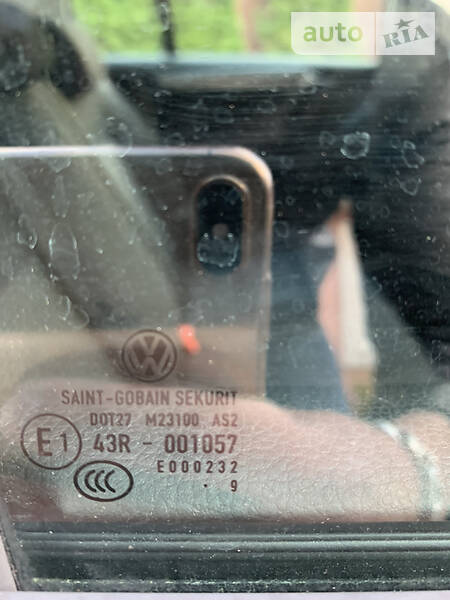 auto RIA
SAINT-GOBAIN SEKURIT
DOT27 M23100 AS2
E1 43R - 001057
E000232
CCC
. 9